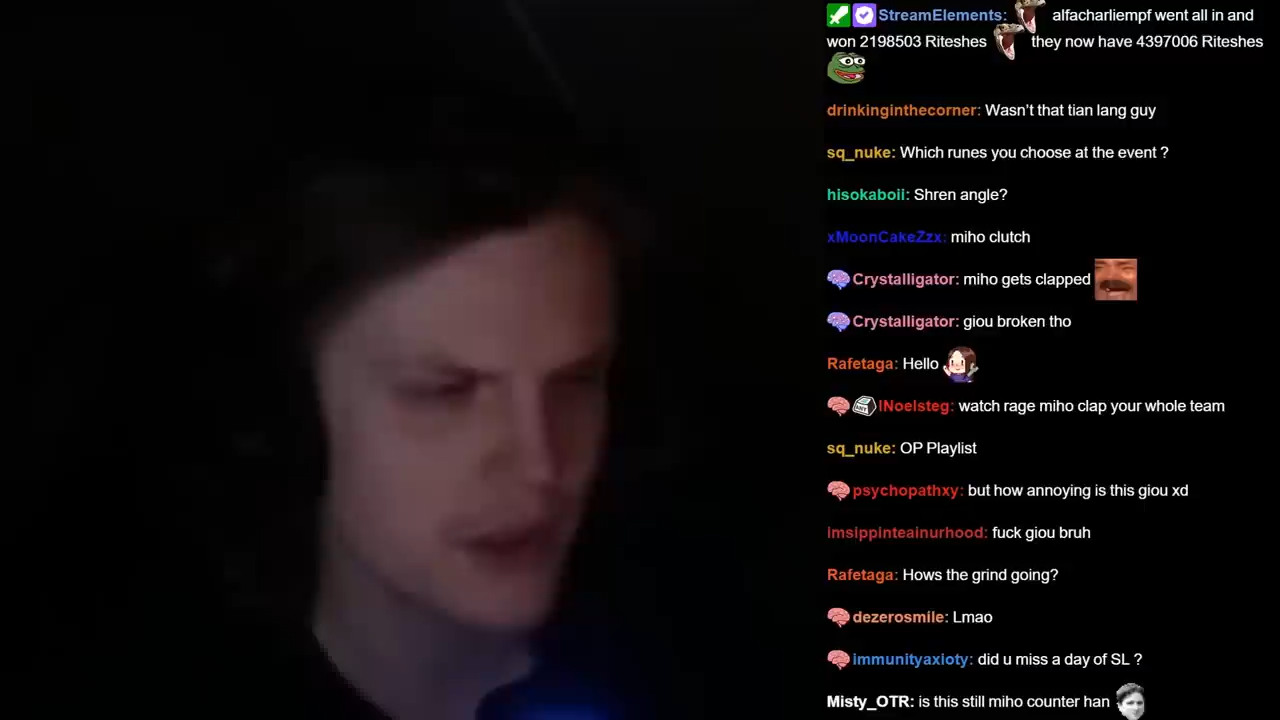 StreamElements: alfacharliempf went all in and
won 2198503 Riteshes they now have 4397006 Riteshes
drinkinginthecorner: Wasn't that tian lang guy
sq_nuke: Which runes you choose at the event ?
hisokaboii: Shren angle?
xMoonCakeZzx: miho clutch
Crystalligator: miho gets clapped
Crystalligator: giou broken tho
Rafetaga: Hello
lNoelsteg: watch rage miho clap your whole team
sq_nuke: OP Playlist
psychopathxy: but how annoying is this giou xd
imsippinteainurhood: fuck giou bruh
Rafetaga: Hows the grind going?
dezerosmile: Lmao
immunityaxioty: did u miss a day of SL ?
Misty_OTR: is this still miho counter han